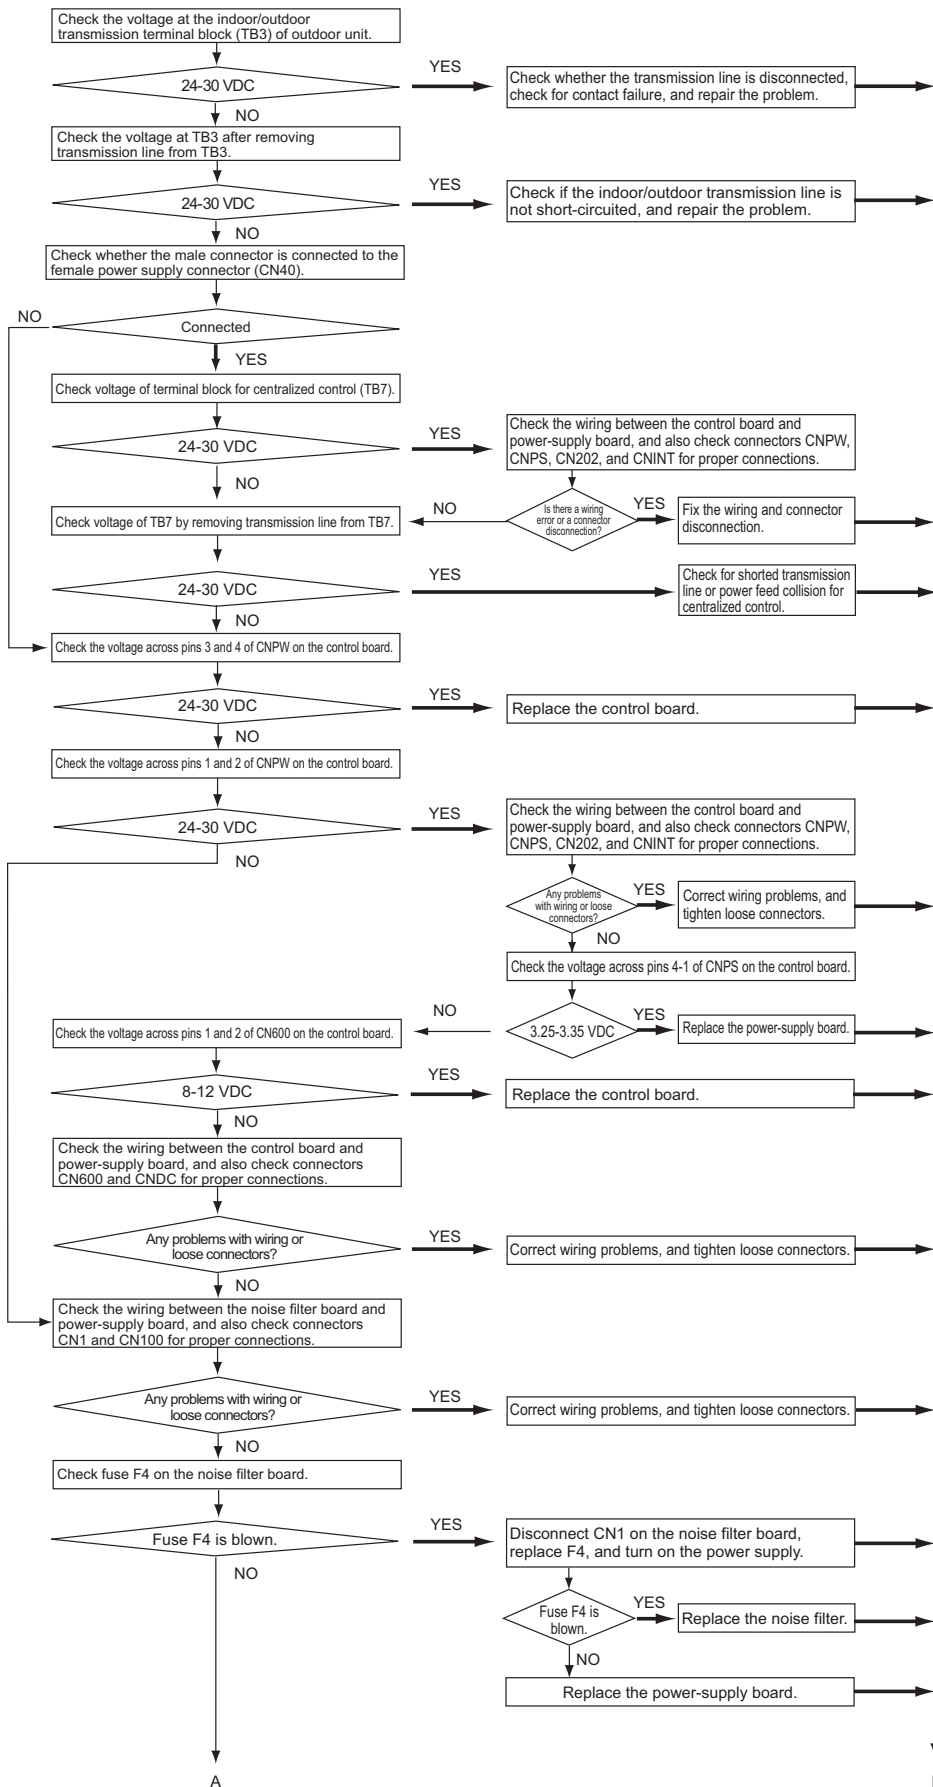 Check the voltage at the indoor/outdoor
transmission terminal block (TB3) of outdoor unit.
24-30 VDC
YES
Check whether the transmission line is disconnected,
check for contact failure, and repair the problem.
NO
Check the voltage at TB3 after removing
transmission line from TB3.
24-30 VDC
YES
Check if the indoor/outdoor transmission line is
not short-circuited, and repair the problem.
NO
Check whether the male connector is connected to the
female power supply connector (CN40).
NO
Connected
YES
Check voltage of terminal block for centralized control (TB7).
24-30 VDC
YES
Check the wiring between the control board and
power-supply board, and also check connectors CNPW,
CNPS, CN202, and CNINT for proper connections.
NO
Is there a wiring
error or a connector
disconnection?
YES
Fix the wiring and connector
disconnection.
NO
Check voltage of TB7 by removing transmission line from TB7.
24-30 VDC
YES
Check for shorted transmission
line or power feed collision for
centralized control.
NO
Check the voltage across pins 3 and 4 of CNPW on the control board.
24-30 VDC
YES
Replace the control board.
NO
Check the voltage across pins 1 and 2 of CNPW on the control board.
24-30 VDC
YES
Check the wiring between the control board and
power-supply board, and also check connectors CNPW,
CNPS, CN202, and CNINT for proper connections.
NO
Any problems
with wiring or loose
connectors?
YES
Correct wiring problems, and
tighten loose connectors.
NO
Check the voltage across pins 4-1 of CNPS on the control board.
3.25-3.35 VDC
YES
Replace the power-supply board.
NO
Check the voltage across pins 1 and 2 of CN600 on the control board.
8-12 VDC
YES
Replace the control board.
NO
Check the wiring between the control board and
power-supply board, and also check connectors
CN600 and CNDC for proper connections.
Any problems with wiring or
loose connectors?
YES
Correct wiring problems, and tighten loose connectors.
NO
Check the wiring between the noise filter board and
power-supply board, and also check connectors
CN1 and CN100 for proper connections.
Any problems with wiring or
loose connectors?
YES
Correct wiring problems, and tighten loose connectors.
NO
Check fuse F4 on the noise filter board.
Fuse F4 is blown.
YES
Disconnect CN1 on the noise filter board,
replace F4, and turn on the power supply.
NO
Fuse F4 is
blown.
YES
Replace the noise filter.
NO
Replace the power-supply board.
A